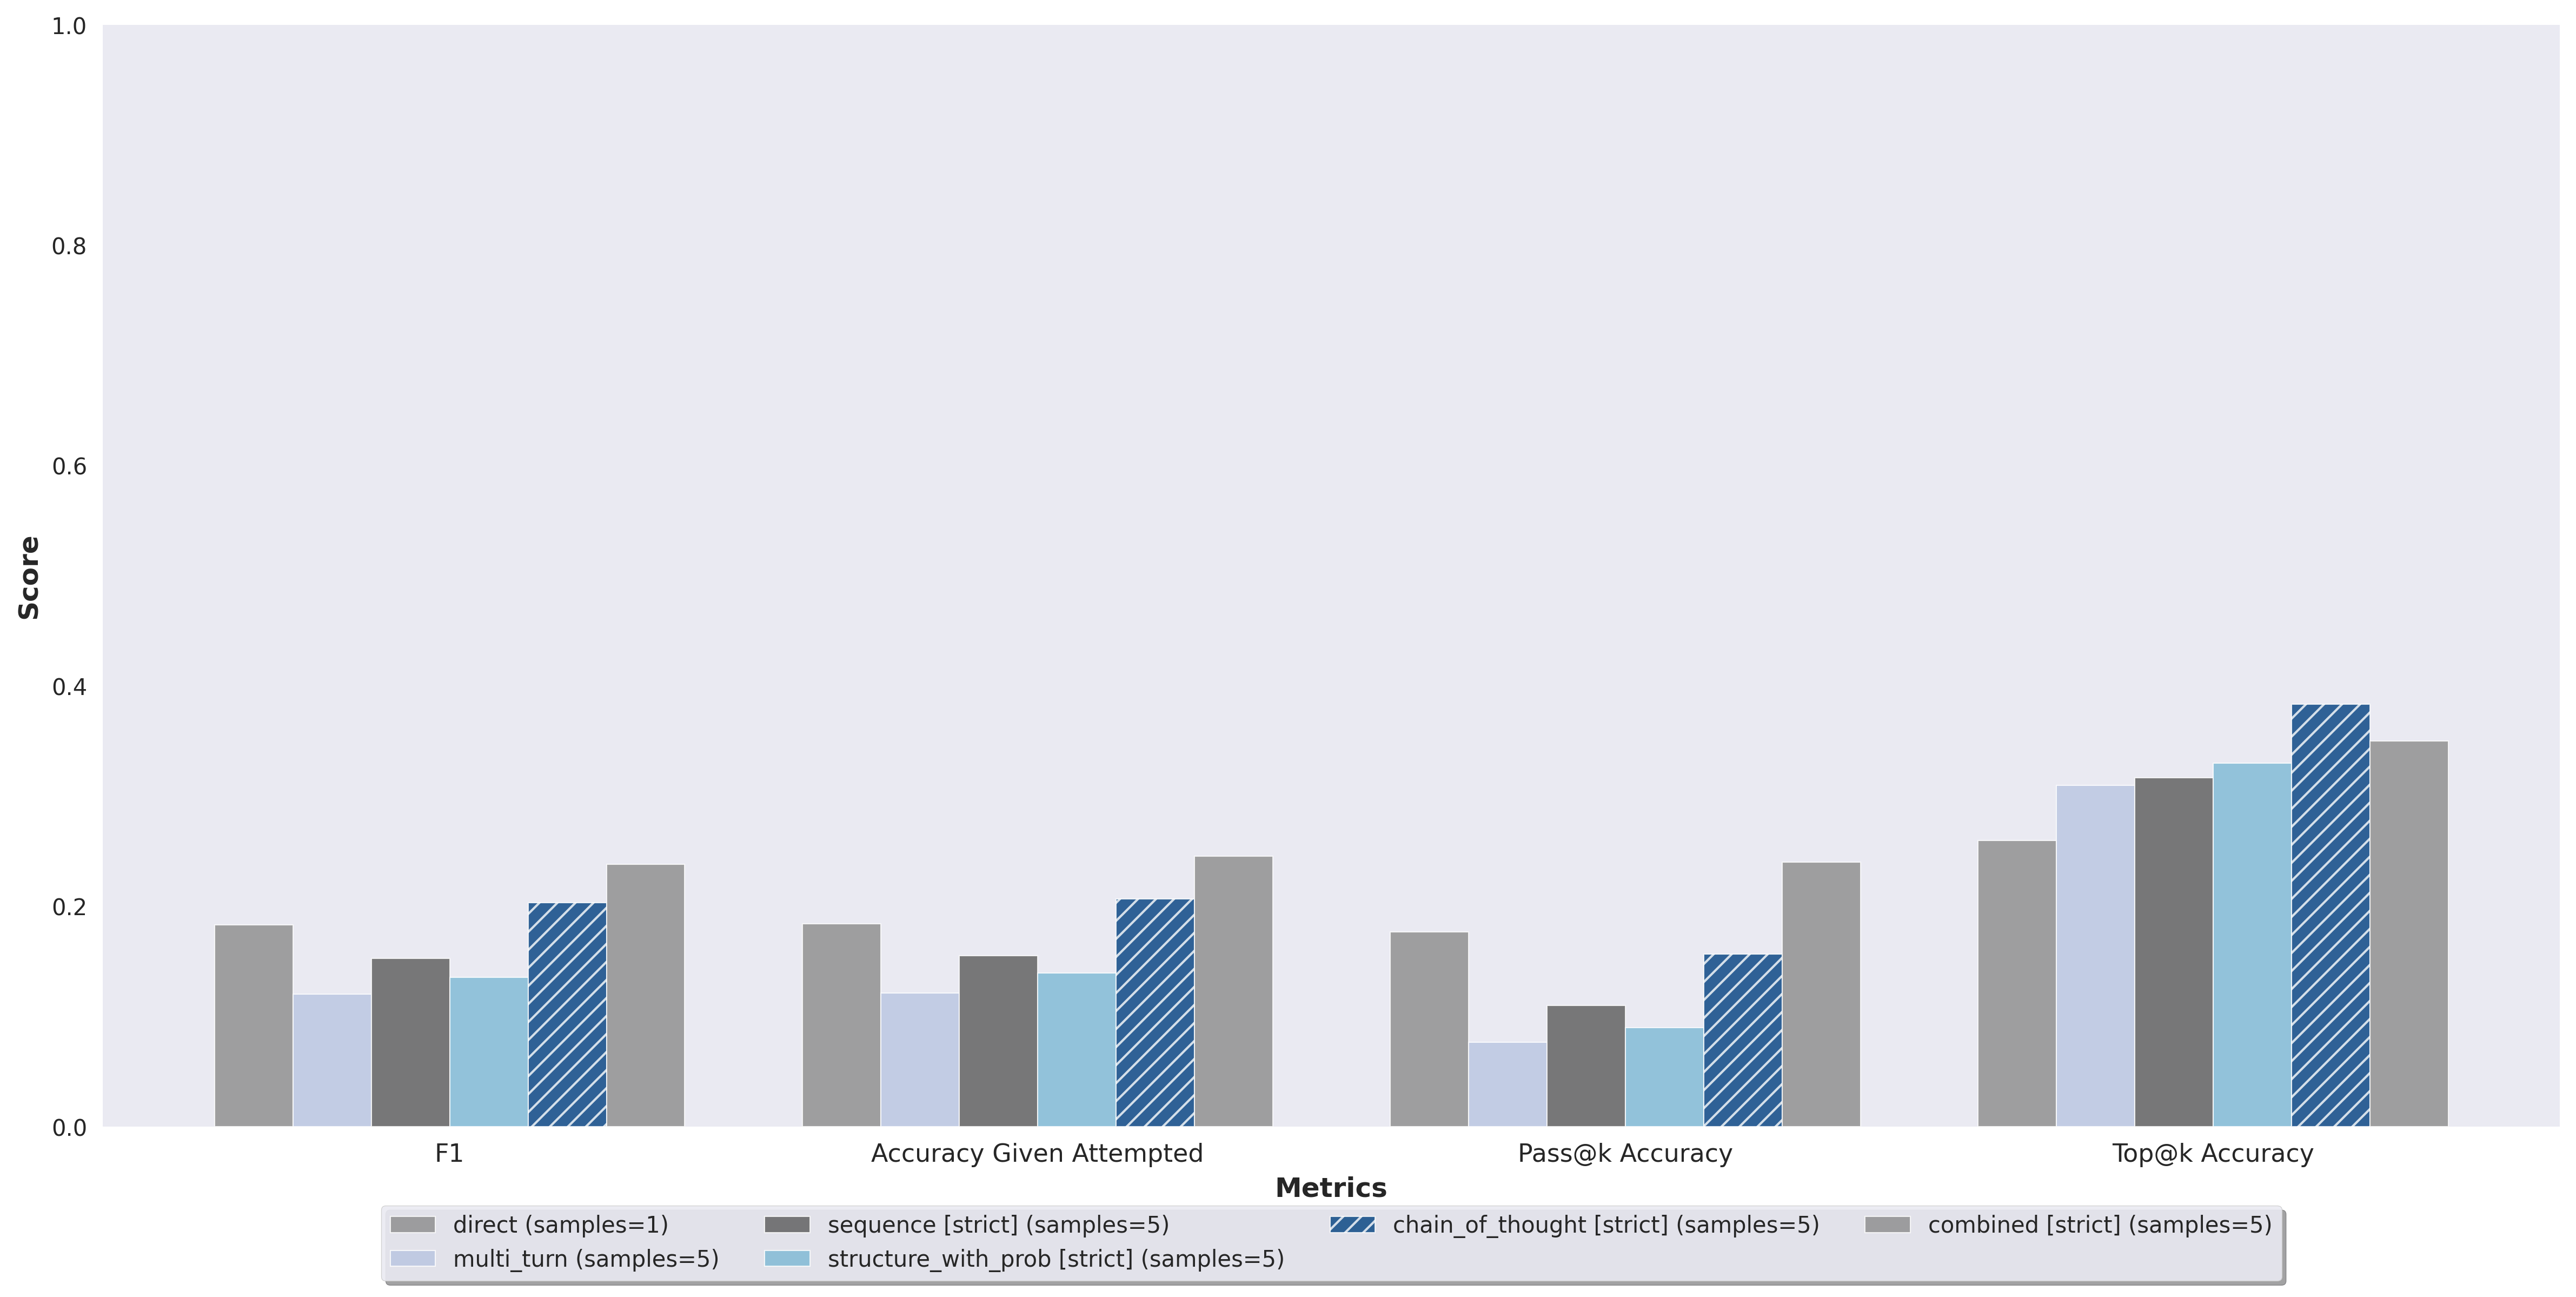 1.0
0.8
0.6
0.4
0.2
0.0
Score
F1
Accuracy Given Attempted
Pass@k Accuracy
Top@k Accuracy
Metrics
direct (samples=1)
multi_turn (samples=5)
sequence [strict] (samples=5)
structure_with_prob [strict] (samples=5)
chain_of_thought [strict] (samples=5)
combined [strict] (samples=5)